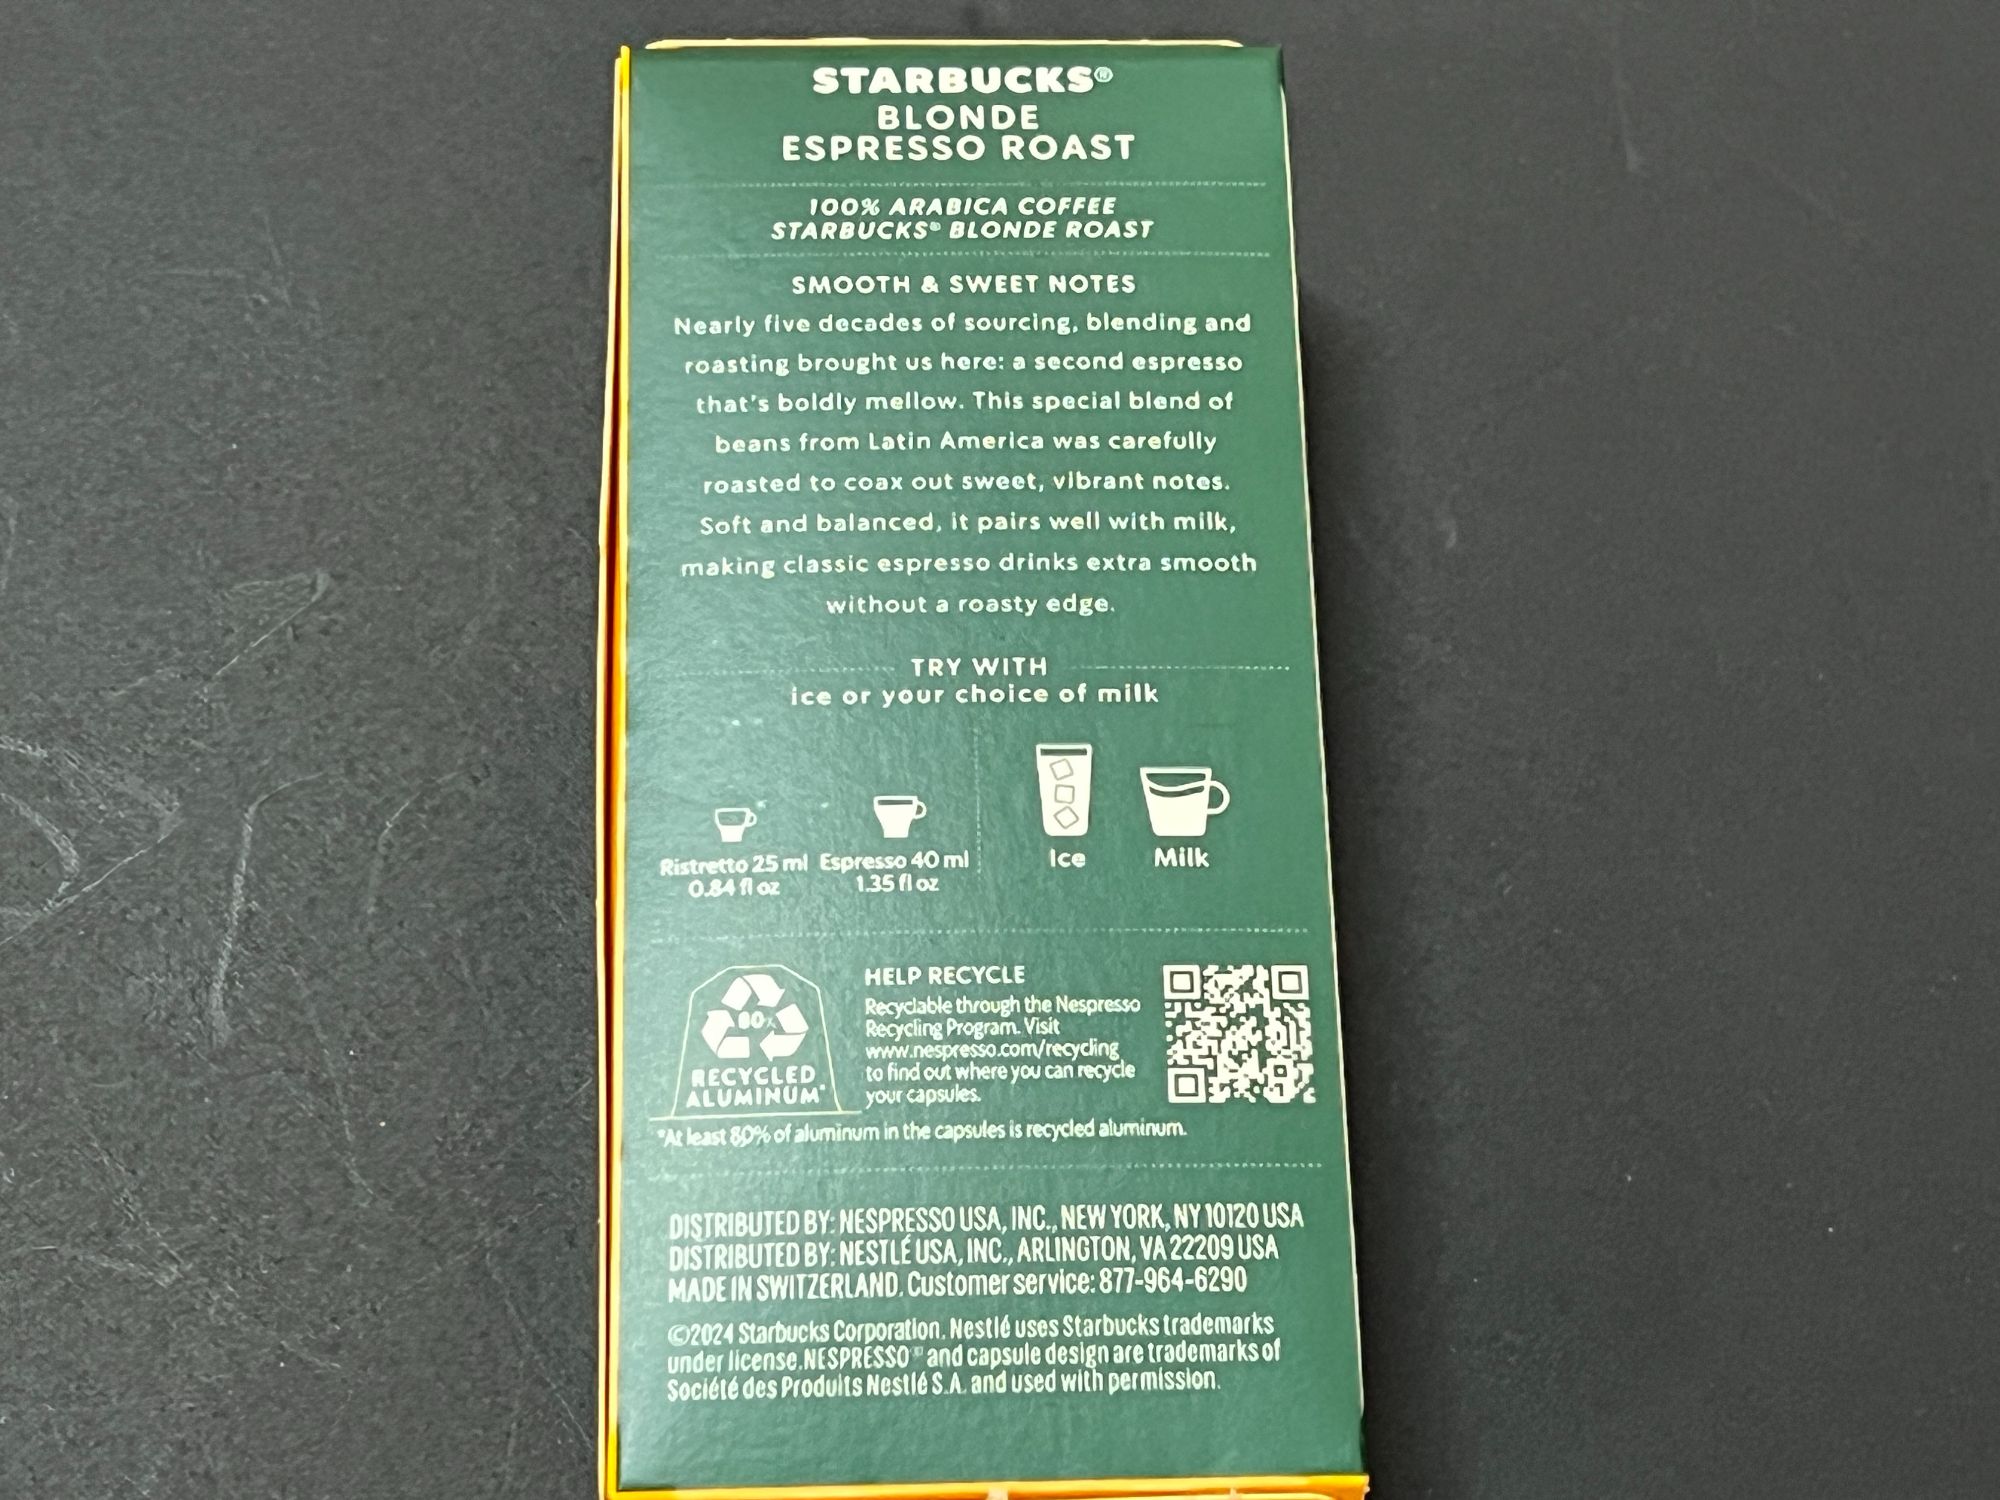 STARBUCKS®
BLONDE
ESPRESSO ROAST
100% ARABICA COFFEE
STARBUCKS® BLONDE ROAST
SMOOTH & SWEET NOTES
Nearly five decades of sourcing, blending and
roasting brought us here: a second espresso
that's boldly mellow. This special blend of
beans from Latin America was carefully
roasted to coax out sweet, vibrant notes.
Soft and balanced, it pairs well with milk,
making classic espresso drinks extra smooth
without a roasty edge.
TRY WITH
ice or your choice of milk
Ristretto 25 ml
0.84 fl oz
Espresso 40 ml
1.35 fl oz
Ice
Milk
80%
RECYCLED
ALUMINUM*
HELP RECYCLE
Recyclable through the Nespresso
Recycling Program. Visit
www.nespresso.com/recycling
to find out where you can recycle
your capsules.
*At least 80% of aluminum in the capsules is recycled aluminum.
DISTRIBUTED BY: NESPRESSO USA, INC., NEW YORK, NY 10120 USA
DISTRIBUTED BY: NESTLÉ USA, INC., ARLINGTON, VA 22209 USA
MADE IN SWITZERLAND. Customer service: 877-964-6290
©2024 Starbucks Corporation. Nestlé uses Starbucks trademarks
under license.NESPRESSO® and capsule design are trademarks of
Société des Produits Nestlé S.A. and used with permission.